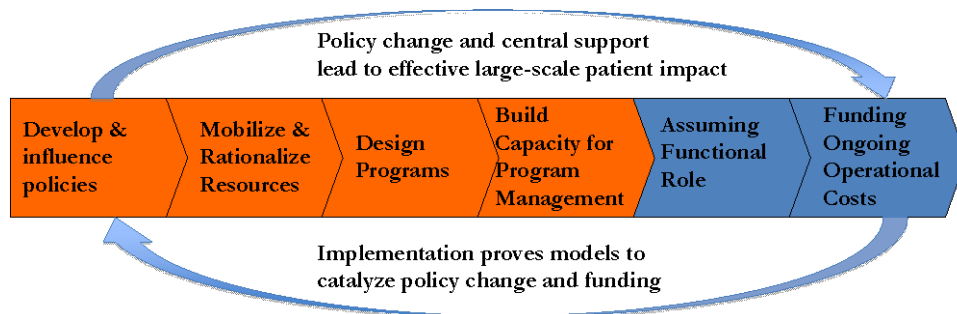 Policy change and central support
lead to effective large-scale patient impact
Develop &
influence
policies
Mobilize &
Rationalize
Resources
Design
Programs
Build
Capacity for
Program
Management
Assuming
Functional
Role
Funding
Ongoing
Operational
Costs
Implementation proves models to
catalyze policy change and funding